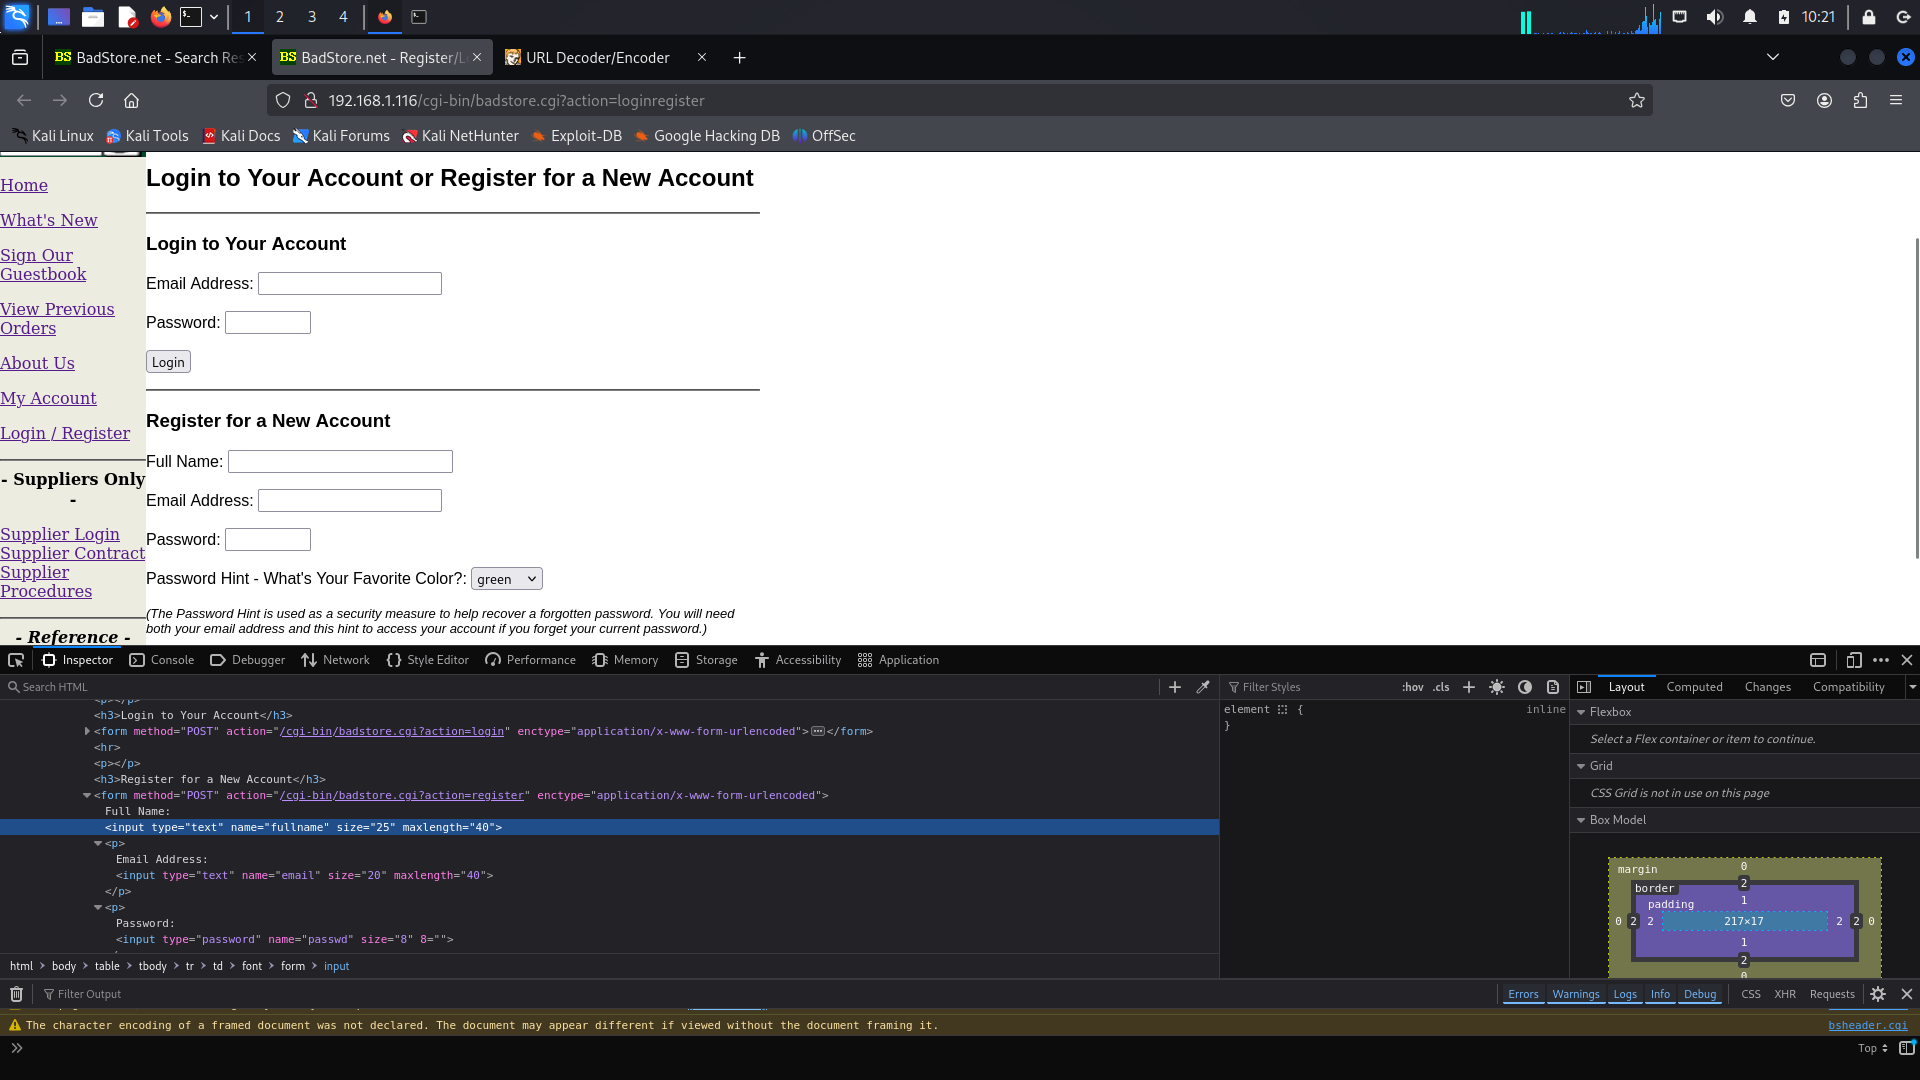 1 2 3 4
10:21
BadStore.net - Search Res
BadStore.net - Register/L
URL Decoder/Encoder
192.168.1.116/cgi-bin/badstore.cgi?action=loginregister
Kali Linux Kali Tools Kali Docs Kali Forums Kali NetHunter Exploit-DB Google Hacking DB OffSec
Home
What's New
Sign Our
Guestbook
View Previous
Orders
About Us
My Account
Login / Register
- Suppliers Only
-
Supplier Login
Supplier Contract
Supplier
Procedures
- Reference -
Login to Your Account or Register for a New Account
Login to Your Account
Email Address:
Password:
Login
Register for a New Account
Full Name:
Email Address:
Password:
Password Hint - What's Your Favorite Color?: green
(The Password Hint is used as a security measure to help recover a forgotten password. You will need
both your email address and this hint to access your account if you forget your current password.)
Inspector Console Debugger Network Style Editor Performance Memory Storage Accessibility Application
Search HTML
<p></p>
<h3>Login to Your Account</h3>
<form method="POST" action="/cgi-bin/badstore.cgi?action=login" enctype="application/x-www-form-urlencoded"></form>
<hr>
<p></p>
<h3>Register for a New Account</h3>
<form method="POST" action="/cgi-bin/badstore.cgi?action=register" enctype="application/x-www-form-urlencoded">
Full Name:
<input type="text" name="fullname" size="25" maxlength="40">
<p>
Email Address:
<input type="text" name="email" size="20" maxlength="40">
</p>
<p>
Password:
<input type="password" name="passwd" size="8" 8="">
html body table tbody tr td font form input
Filter Styles
:hov .cls
element { inline
}
Layout Computed Changes Compatibility
Flexbox
Select a Flex container or item to continue.
Grid
CSS Grid is not in use on this page
Box Model
margin 0
border 2
padding 1
0 2 2 217×17 2 2 0
1
2
0
Filter Output
Errors Warnings Logs Info Debug CSS XHR Requests
The character encoding of a framed document was not declared. The document may appear different if viewed without the document framing it.
bsheader.cgi
Top